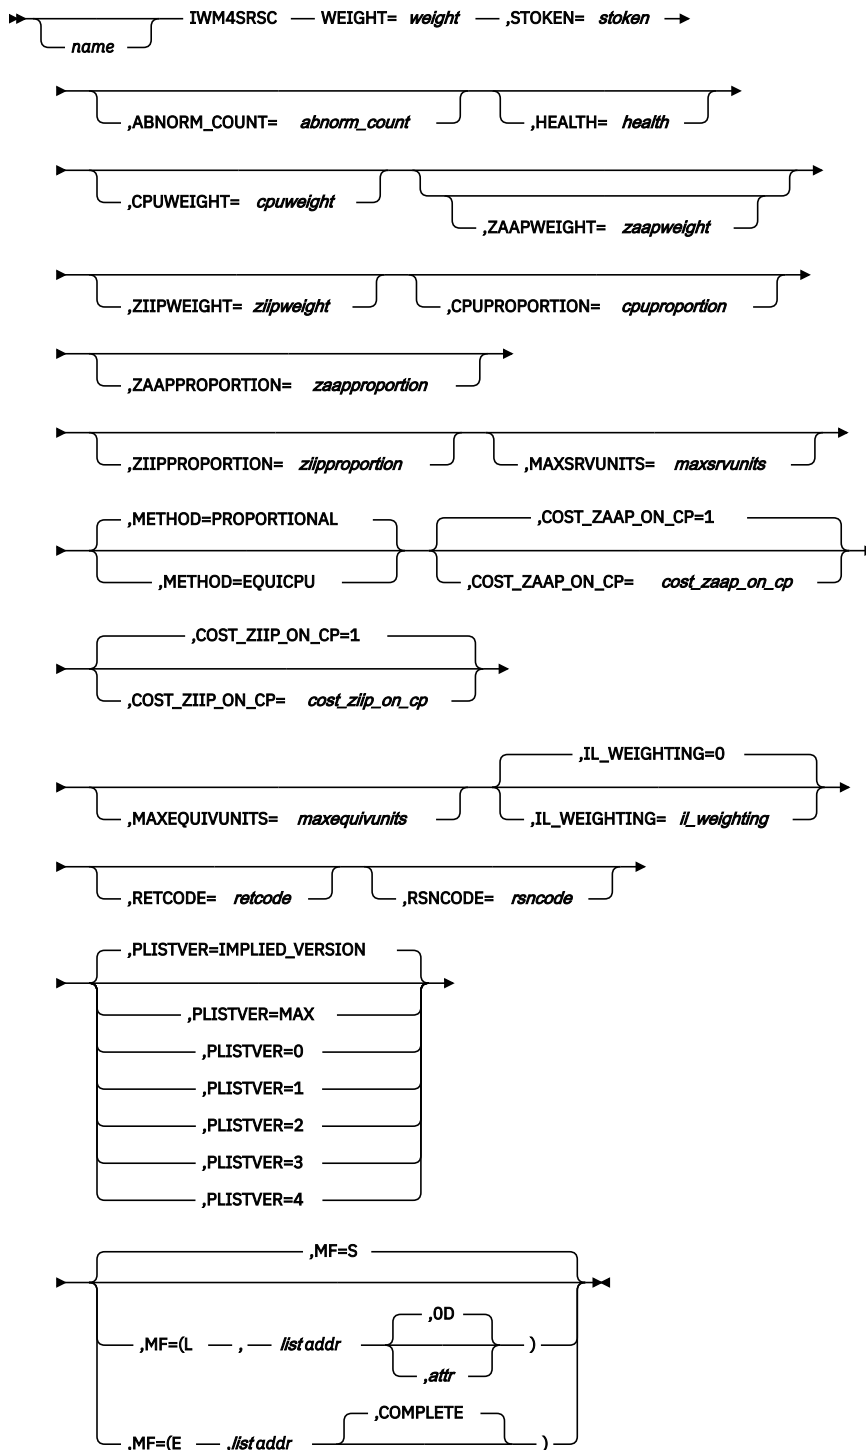 IWM4SRSC WEIGHT= weight ,STOKEN= stoken
name
,ABNORM_COUNT= abnorm_count ,HEALTH= health
,CPUWEIGHT= cpuweight
,ZAAPWEIGHT= zaapweight
,ZIIPWEIGHT= ziipweight ,CPUPROPORTION= cpuproportion
,ZAAPPROPORTION= zaapproportion
,ZIIPPROPORTION= ziipproportion ,MAXSRVUNITS= maxsrvunits
,METHOD=PROPORTIONAL ,COST_ZAAP_ON_CP=1
,METHOD=EQUICPU ,COST_ZAAP_ON_CP= cost_zaap_on_cp
,COST_ZIIP_ON_CP=1
,COST_ZIIP_ON_CP= cost_ziip_on_cp
,IL_WEIGHTING=0
,MAXEQUIVUNITS= maxequivunits ,IL_WEIGHTING= il_weighting
,RETCODE= retcode ,RSNCODE= rsncode
,PLISTVER=IMPLIED_VERSION
,PLISTVER=MAX
,PLISTVER=0
,PLISTVER=1
,PLISTVER=2
,PLISTVER=3
,PLISTVER=4
,MF=S
,0D
,MF=(L , list addr )
,attr
,COMPLETE
,MF=(E ,list addr )